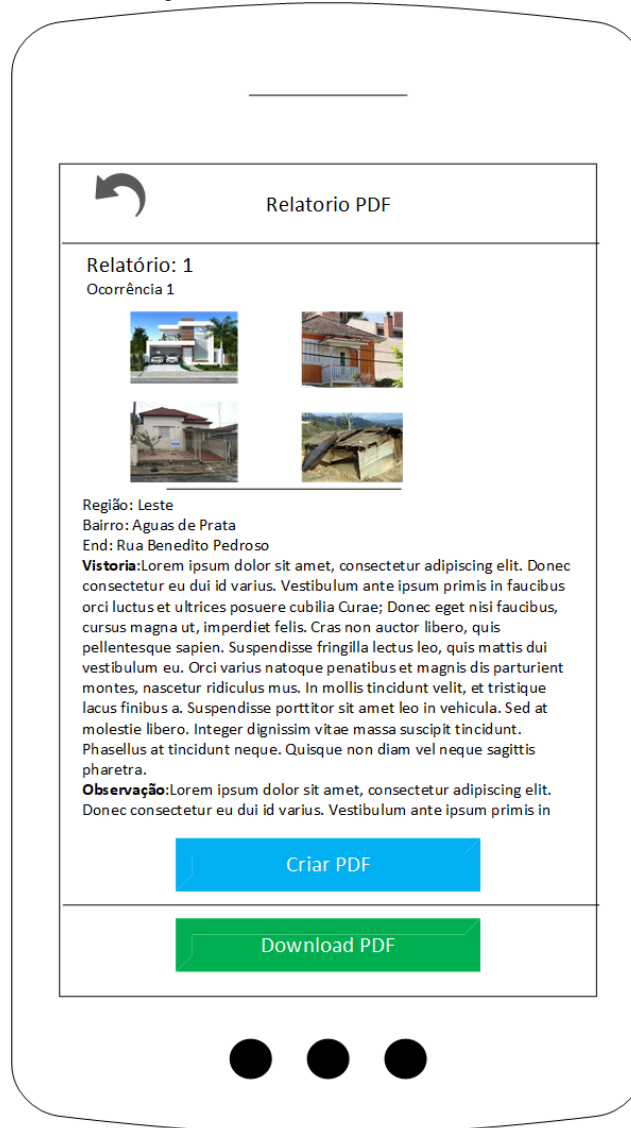 Relatorio PDF
Relatório: 1
Ocorrência 1
Região: Leste
Bairro: Aguas de Prata
End: Rua Benedito Pedroso
Vistoria:Lorem ipsum dolor sit amet, consectetur adipiscing elit. Donec
consectetur eu dui id varius. Vestibulum ante ipsum primis in faucibus
orci luctus et ultrices posuere cubilia Curae; Donec eget nisi faucibus,
cursus magna ut, imperdiet felis. Cras non auctor libero, quis
pellentesque sapien. Suspendisse fringilla lectus leo, quis mattis dui
vestibulum eu. Orci varius natoque penatibus et magnis dis parturient
montes, nascetur ridiculus mus. In mollis tincidunt velit, et tristique
lacus finibus a. Suspendisse porttitor sit amet leo in vehicula. Sed at
molestie libero. Integer dignissim vitae massa suscipit tincidunt.
Phasellus at tincidunt neque. Quisque non diam vel neque sagittis
pharetra.
Observação:Lorem ipsum dolor sit amet, consectetur adipiscing elit.
Donec consectetur eu dui id varius. Vestibulum ante ipsum primis in
Criar PDF
Download PDF